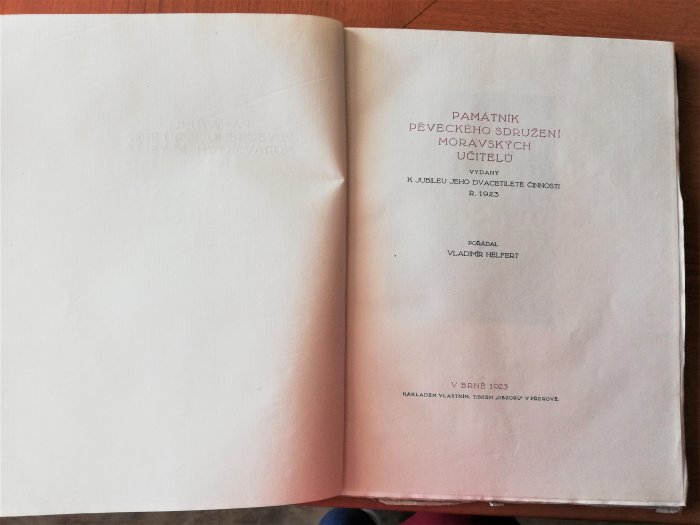 PAMÁTNÍK
PĚVECKÉHO SDRUŽENÍ
MORAVSKÝCH
UČITELŮ
VYDANÝ
K JUBILEU JEHO DVACETILETÉ ČINNOSTI
R. 1923
POŘÁDAL
VLADIMÍR HELFERT
V BRNĚ 1923
NÁKLADEM VLASTNÍM. TISKEM „OBZORU“ V PŘEROVĚ.